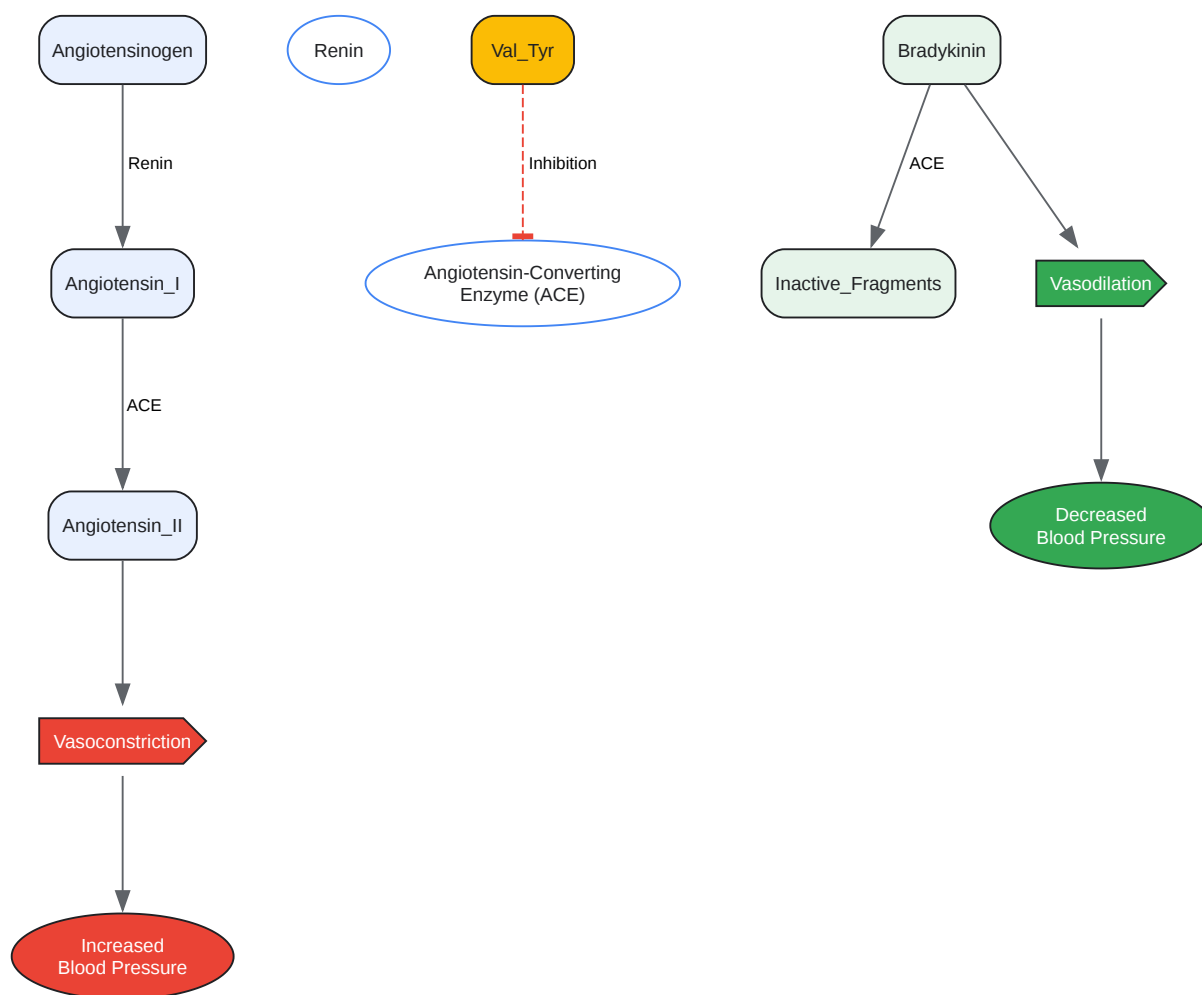 Angiotensinogen
Renin
Val_Tyr
Bradykinin
Renin
Inhibition
ACE
Angiotensin_I
Angiotensin-Converting
Enzyme (ACE)
Inactive_Fragments
Vasodilation
ACE
Angiotensin_II
Decreased
Blood Pressure
Vasoconstriction
Increased
Blood Pressure